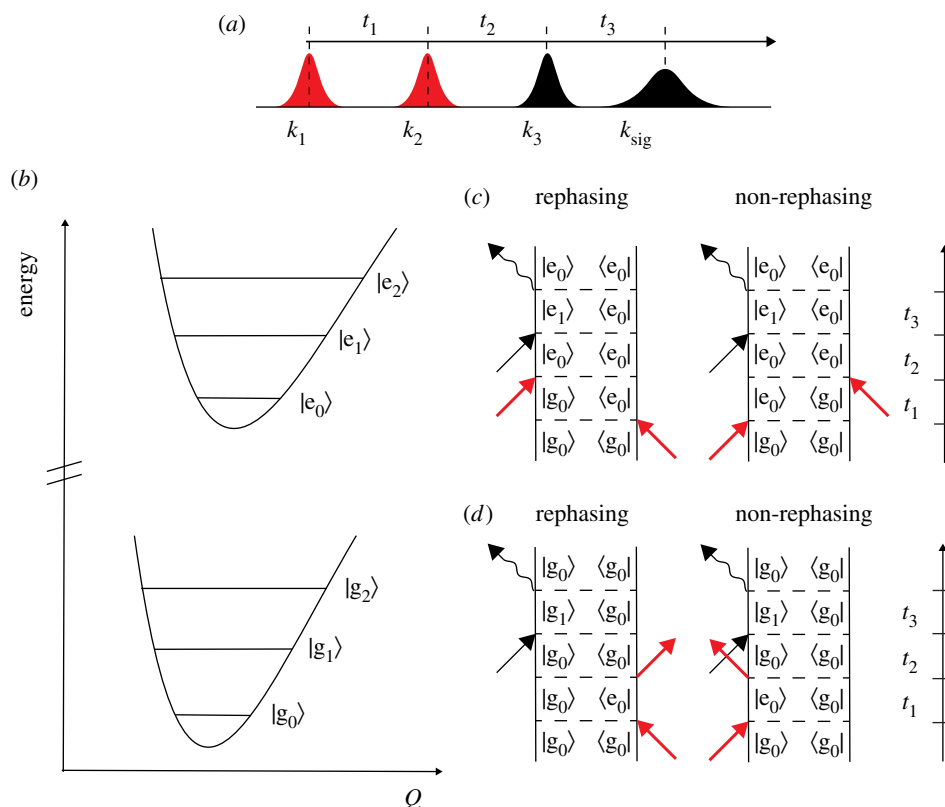 (a)
t1 t2 t3
k1 k2 k3 ksig
(b)
energy
|e2⟩
|e1⟩
|e0⟩
|g2⟩
|g1⟩
|g0⟩
Q
(c) rephasing non-rephasing
|e0⟩ ⟨e0| |e0⟩ ⟨e0|
|e1⟩ ⟨e0| |e1⟩ ⟨e0| t3
|e0⟩ ⟨e0| |e0⟩ ⟨e0| t2
|g0⟩ ⟨e0| |e0⟩ ⟨g0| t1
|g0⟩ ⟨g0| |g0⟩ ⟨g0|
(d) rephasing non-rephasing
|g0⟩ ⟨g0| |g0⟩ ⟨g0|
|g1⟩ ⟨g0| |g1⟩ ⟨g0| t3
|g0⟩ ⟨g0| |g0⟩ ⟨g0| t2
|g0⟩ ⟨e0| |e0⟩ ⟨g0| t1
|g0⟩ ⟨g0| |g0⟩ ⟨g0|